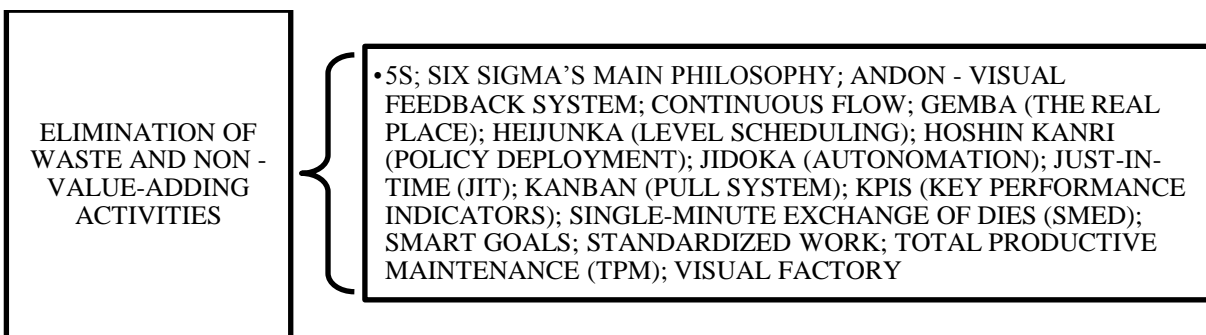 ELIMINATION OF
WASTE AND NON -
VALUE-ADDING
ACTIVITIES
•5S; SIX SIGMA'S MAIN PHILOSOPHY; ANDON - VISUAL
FEEDBACK SYSTEM; CONTINUOUS FLOW; GEMBA (THE REAL
PLACE); HEIJUNKA (LEVEL SCHEDULING); HOSHIN KANRI
(POLICY DEPLOYMENT); JIDOKA (AUTONOMATION); JUST-IN-
TIME (JIT); KANBAN (PULL SYSTEM); KPIS (KEY PERFORMANCE
INDICATORS); SINGLE-MINUTE EXCHANGE OF DIES (SMED);
SMART GOALS; STANDARDIZED WORK; TOTAL PRODUCTIVE
MAINTENANCE (TPM); VISUAL FACTORY